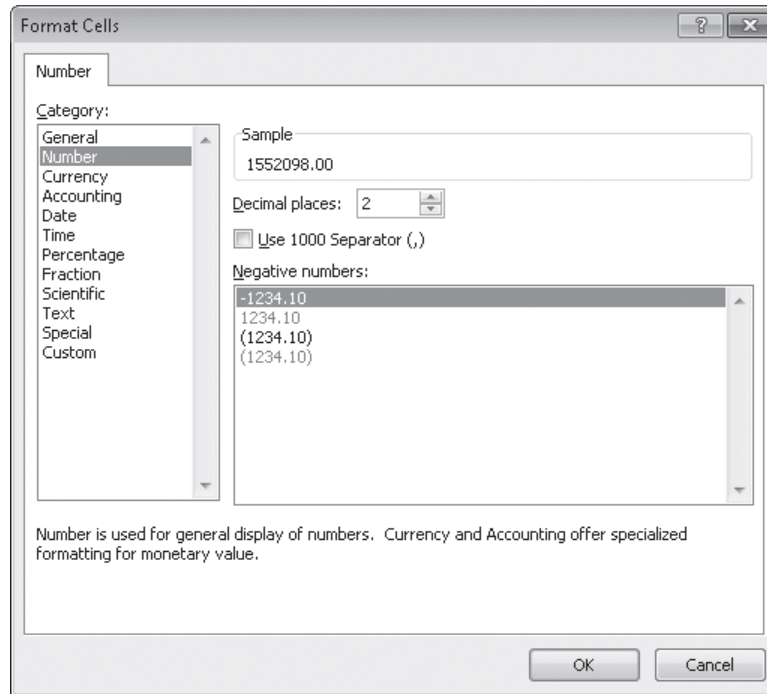 Format Cells
Number
Category:
General
Number
Currency
Accounting
Date
Time
Percentage
Fraction
Scientific
Text
Special
Custom
Sample
1552098.00
Decimal places: 2
Use 1000 Separator (,)
Negative numbers:
-1234.10
1234.10
(1234.10)
(1234.10)
Number is used for general display of numbers. Currency and Accounting offer specialized
formatting for monetary value.
OK Cancel